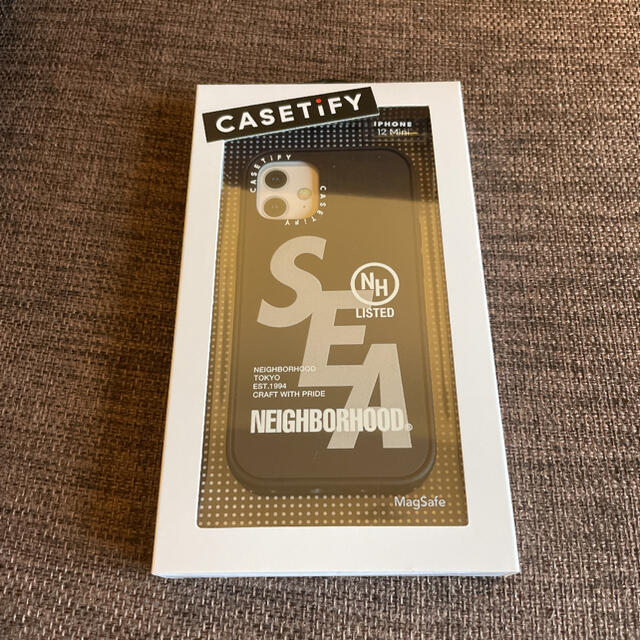 CASETiFY
IPHONE
12 Mini
CASETiFY
CASETiFY
SEA
NH
LISTED
NEIGHBORHOOD
TOKYO
EST.1994
CRAFT WITH PRIDE
NEIGHBORHOOD®
MagSafe